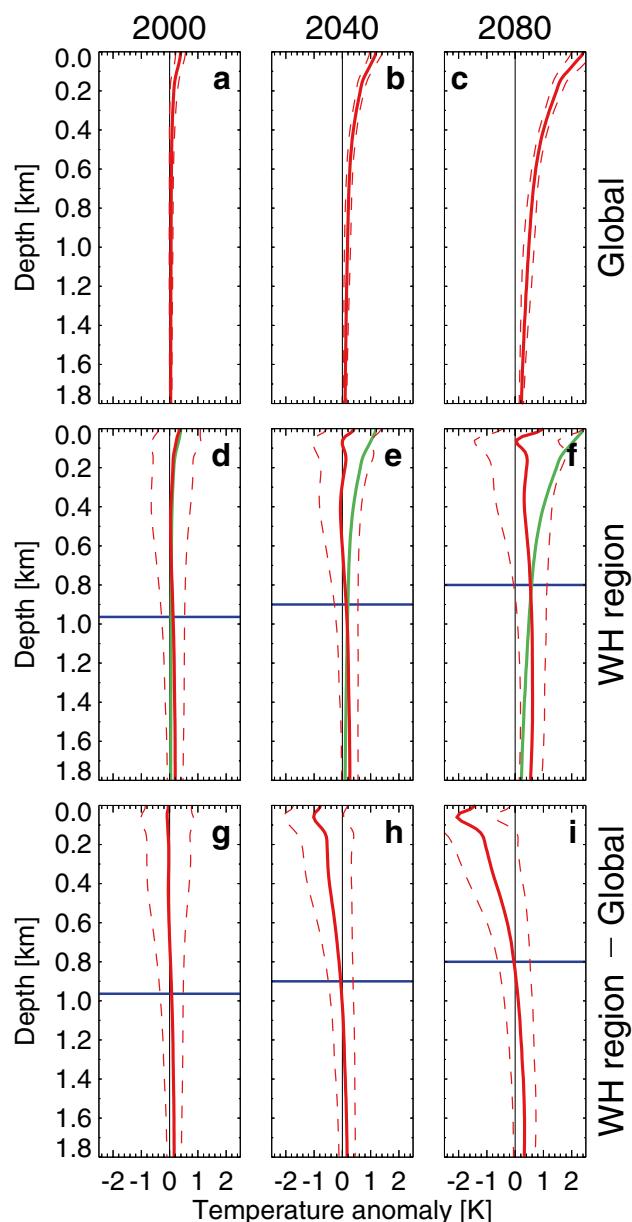 2000 2040 2080
0.0
0.2
0.4
0.6
0.8
1.0
1.2
1.4
1.6
1.8
Depth [km]
a b c
Global
0.0
0.2
0.4
0.6
0.8
1.0
1.2
1.4
1.6
1.8
Depth [km]
d e f
WH region
0.0
0.2
0.4
0.6
0.8
1.0
1.2
1.4
1.6
1.8
Depth [km]
g h i
WH region − Global
-2 -1 0 1 2 -2 -1 0 1 2 -2 -1 0 1 2
Temperature anomaly [K]